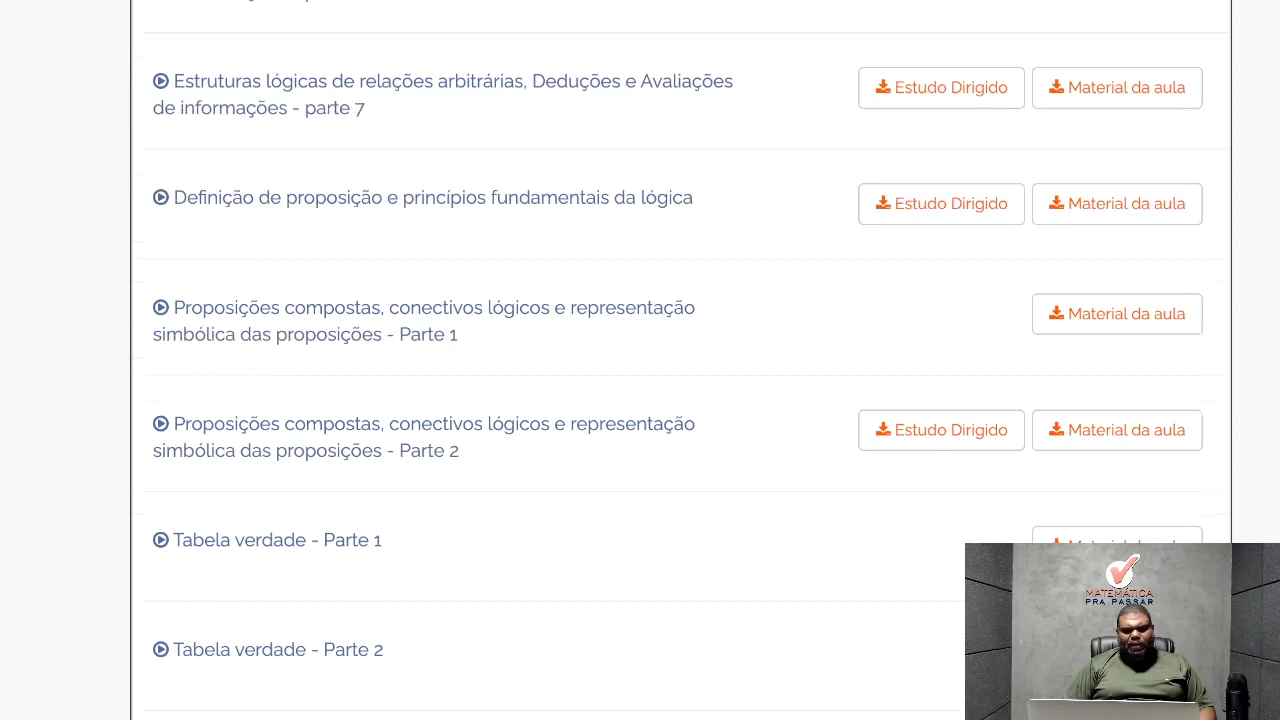 Estruturas lógicas de relações arbitrárias, Deduções e Avaliações
de informações - parte 7
Estudo Dirigido
Material da aula
Definição de proposição e princípios fundamentais da lógica
Estudo Dirigido
Material da aula
Proposições compostas, conectivos lógicos e representação
simbólica das proposições - Parte 1
Material da aula
Proposições compostas, conectivos lógicos e representação
simbólica das proposições - Parte 2
Estudo Dirigido
Material da aula
Tabela verdade - Parte 1
Tabela verdade - Parte 2
MATEMÁTICA
PRA PASSAR